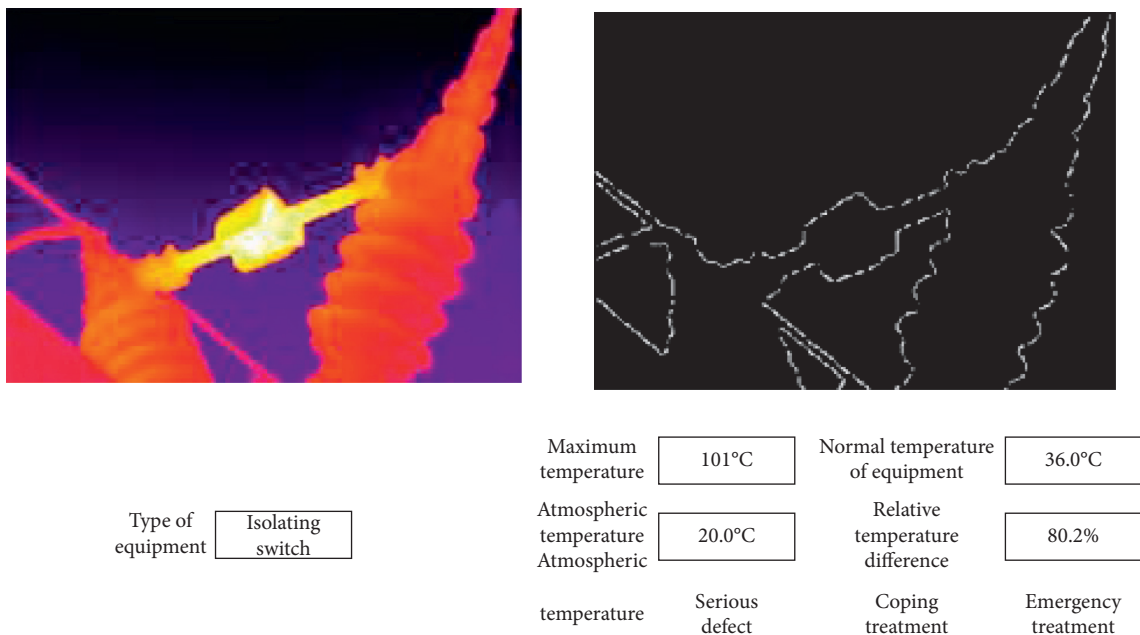 Maximum
temperature
101°C
Normal temperature
of equipment
36.0°C
Type of
equipment
Isolating
switch
Atmospheric
temperature
Atmospheric
20.0°C
Relative
temperature
difference
80.2%
temperature
Serious
defect
Coping
treatment
Emergency
treatment